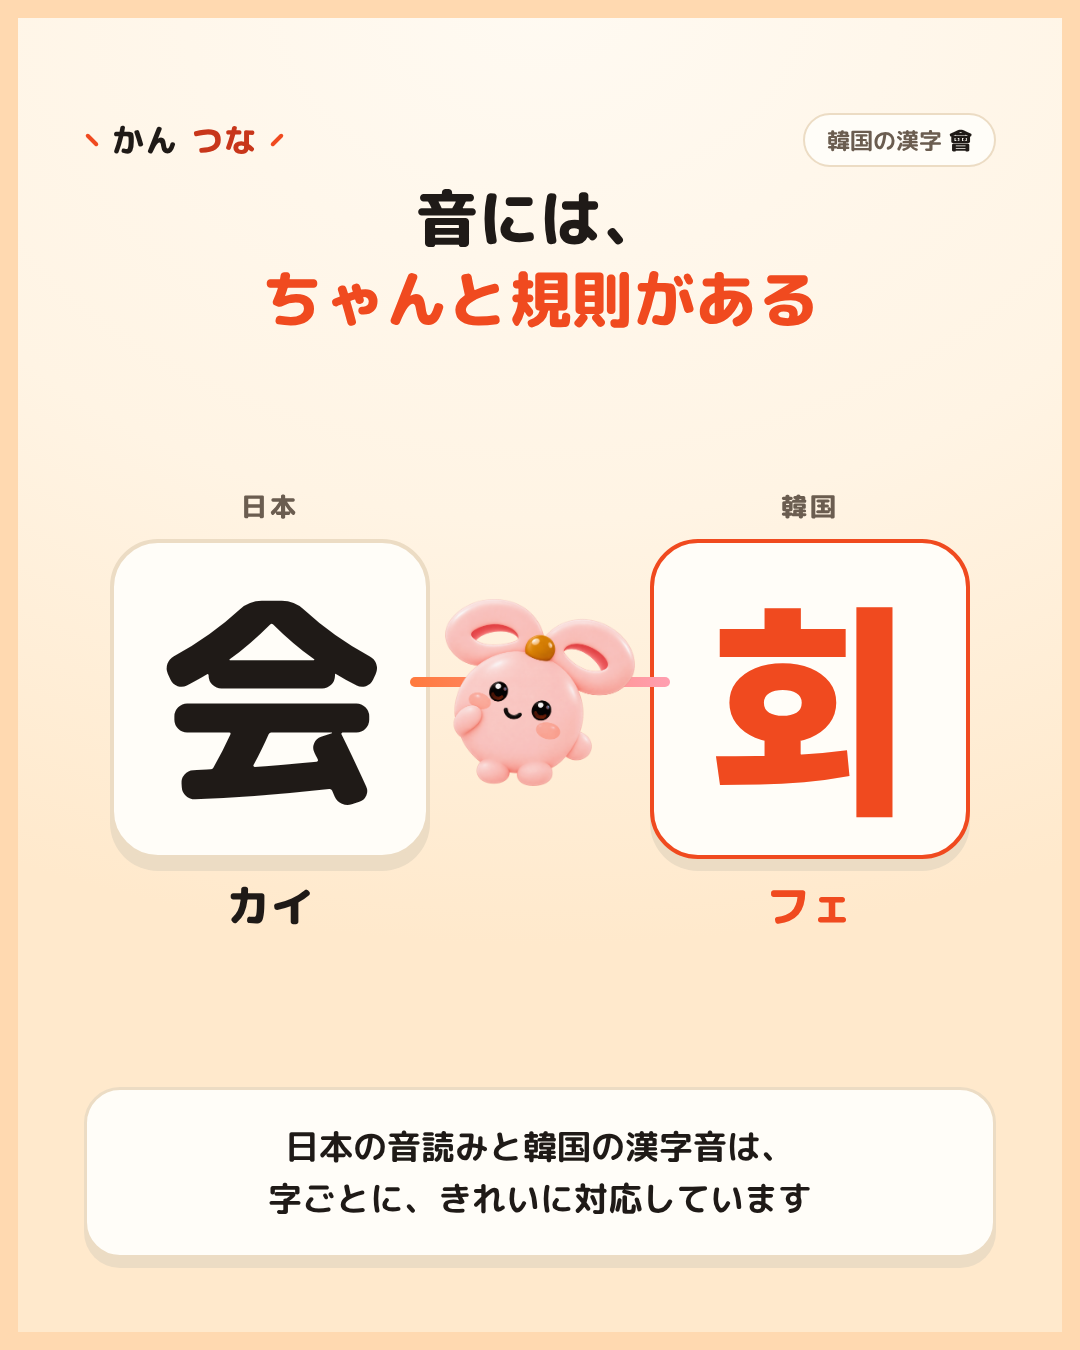 かん つな
韓国の漢字 會
音には、
ちゃんと規則がある
日本
韓国
会
회
カイ
フェ
日本の音読みと韓国の漢字音は、
字ごとに、きれいに対応しています